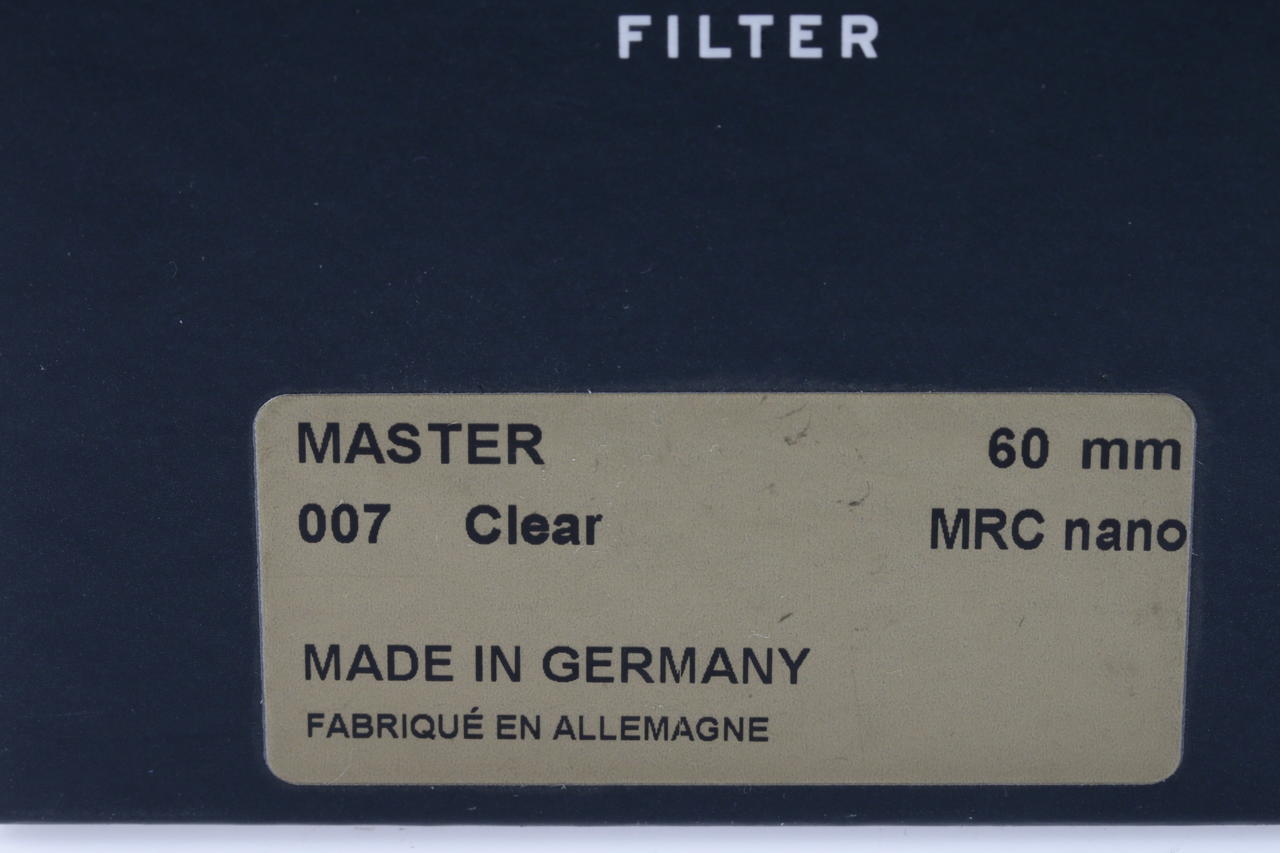 FILTER
MASTER 60 mm
007 Clear MRC nano
MADE IN GERMANY
FABRIQUÉ EN ALLEMAGNE